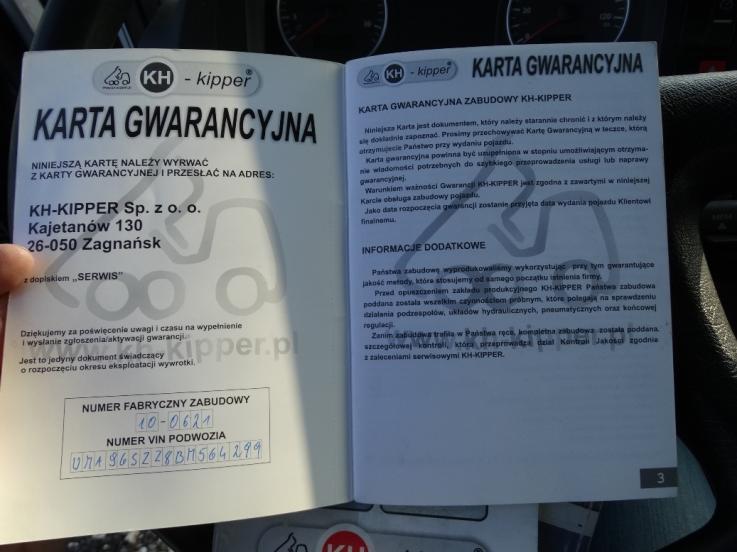 KH - kipper®
KARTA GWARANCYJNA
NINIEJSZĄ KARTĘ NALEŻY WYRWAĆ
Z KARTY GWARANCYJNEJ I PRZESŁAĆ NA ADRES:
KH-KIPPER Sp. z o. o.
Kajetanów 130
26-050 Zagnańsk
z dopiskiem „SERWIS”
Dziękujemy za poświęcenie uwagi i czasu na wypełnienie
i wysłanie zgłoszenia/aktywacji gwarancji.
www.kh-kipper.pl
Jest to jedyny dokument świadczący
o rozpoczęciu okresu eksploatacji wywrotki.
NUMER FABRYCZNY ZABUDOWY
10-0621
NUMER VIN PODWOZIA
KH - kipper®
KARTA GWARANCYJNA
KARTA GWARANCYJNA ZABUDOWY KH-KIPPER
Niniejsza Karta jest dokumentem, który należy starannie chronić i z którym należy
się dokładnie zapoznać. Prosimy przechowywać Kartę Gwarancyjną w teczce, którą
otrzymujecie Państwo przy wydaniu pojazdu.
Karta gwarancyjna powinna być uzupełniona w stopniu umożliwiającym otrzyma-
nie wiadomości potrzebnych do szybkiego przeprowadzenia usługi lub naprawy
gwarancyjnej.
Warunkiem ważności Gwarancji KH-KIPPER jest zgodna z zawartymi w niniejszej
Karcie obsługa zabudowy pojazdu.
Jako data rozpoczęcia gwarancji zostanie przyjęta data wydania pojazdu Klientowi
finalnemu.
INFORMACJE DODATKOWE
Państwa zabudowę wyprodukowaliśmy wykorzystując przy tym gwarantujące
jakość metody, które stosujemy od samego początku istnienia firmy.
Przed opuszczeniem zakładu produkcyjnego KH-KIPPER Państwa zabudowa
poddana została wszelkim czynnościom próbnym, które polegają na sprawdzeniu
działania podzespołów, układów hydraulicznych, pneumatycznych oraz końcowej
regulacji.
Zanim zabudowa trafiła w Państwa ręce, kompletna zabudowa została poddana
szczegółowej kontroli, którą przeprowadza dział Kontroli Jakości zgodnie
z zaleceniami serwisowymi KH-KIPPER.
3
KH